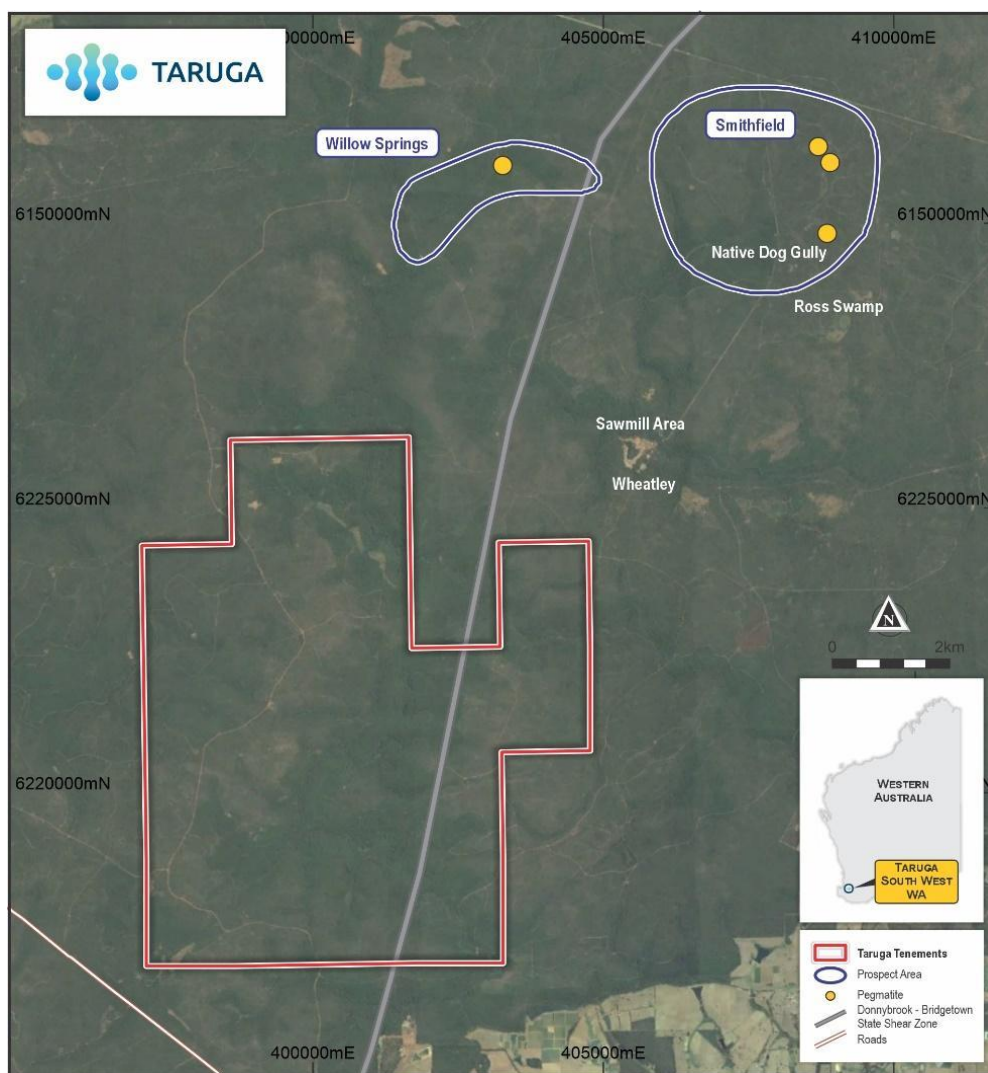 TARUGA
00000mE
405000mE
410000mE
Willow Springs
Smithfield
6150000mN
6150000mN
Native Dog Gully
Ross Swamp
Sawmill Area
Wheatley
6225000mN
6225000mN
N
0 2km
6220000mN
6220000
WESTERN
AUSTRALIA
TARUGA
SOUTH WEST
WA
Taruga Tenements
Prospect Area
Pegmatite
Donnybrook - Bridgetown
State Shear Zone
Roads
400000mE
405000mE